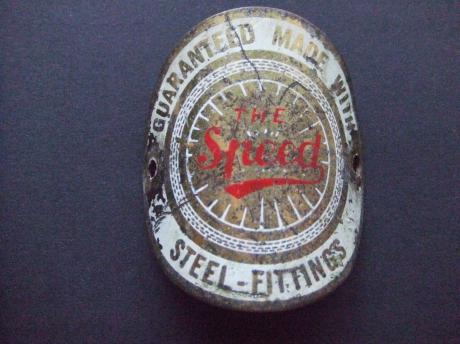 GUARANTEED MADE WITH
THE
Speed
STEEL-FITTINGS